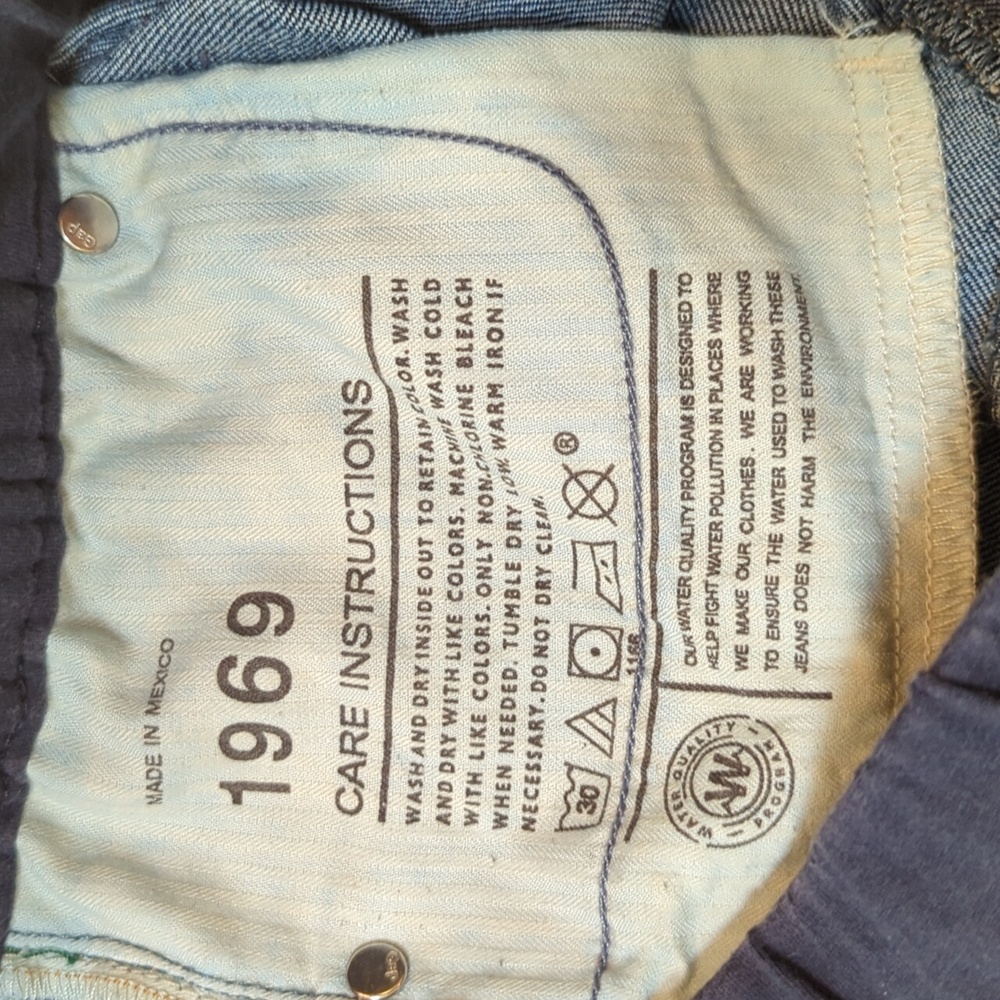 Gap
MADE IN MEXICO
1969
CARE INSTRUCTIONS
WASH AND DRY INSIDE OUT TO RETAIN COLOR. WASH
AND DRY WITH LIKE COLORS. MACHINE WASH COLD
WITH LIKE COLORS. ONLY NON-CHLORINE BLEACH
WHEN NEEDED. TUMBLE DRY LOW. WARM IRON IF
NECESSARY. DO NOT DRY CLEAN.
30 ®
1166
OUR WATER QUALITY PROGRAM IS DESIGNED TO
HELP FIGHT WATER POLLUTION IN PLACES WHERE
WE MAKE OUR CLOTHES. WE ARE WORKING
TO ENSURE THE WATER USED TO WASH THESE
JEANS DOES NOT HARM THE ENVIRONMENT.
WATER QUALITY
PROGRAM
W
Gap